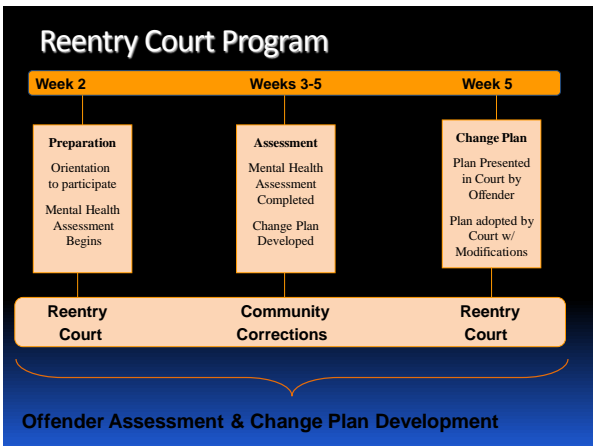 Reentry Court Program
Week 2
Weeks 3-5
Week 5
Preparation
Orientation
to participate
Mental Health
Assessment
Begins
Assessment
Mental Health
Assessment
Completed
Change Plan
Developed
Change Plan
Plan Presented
in Court by
Offender
Plan adopted by
Court w/
Modifications
Reentry
Court
Community
Corrections
Reentry
Court
Offender Assessment & Change Plan Development